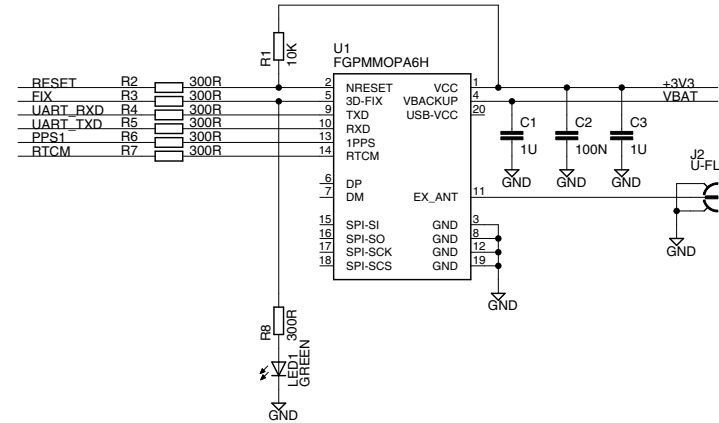 U1
FGPMMOPA6H
R1
10K
RESET R2 300R 2 NRESET VCC 1 +3V3
FIX R3 300R 5 3D-FIX VBACKUP 4 VBAT
UART_RXD R4 300R 9 TXD USB-VCC 20
UART_TXD R5 300R 10 RXD
PPS1 R6 300R 13 1PPS
RTCM R7 300R 14 RTCM
C1
1U
GND
C2
100N
GND
C3
1U
GND
J2
U-FL
6 DP
7 DM EX_ANT 11
15 SPI-SI GND 3
16 SPI-SO GND 8
17 SPI-SCK GND 12
18 SPI-SCS GND 19
GND
GND
R8
300R
LED1
GREEN
GND